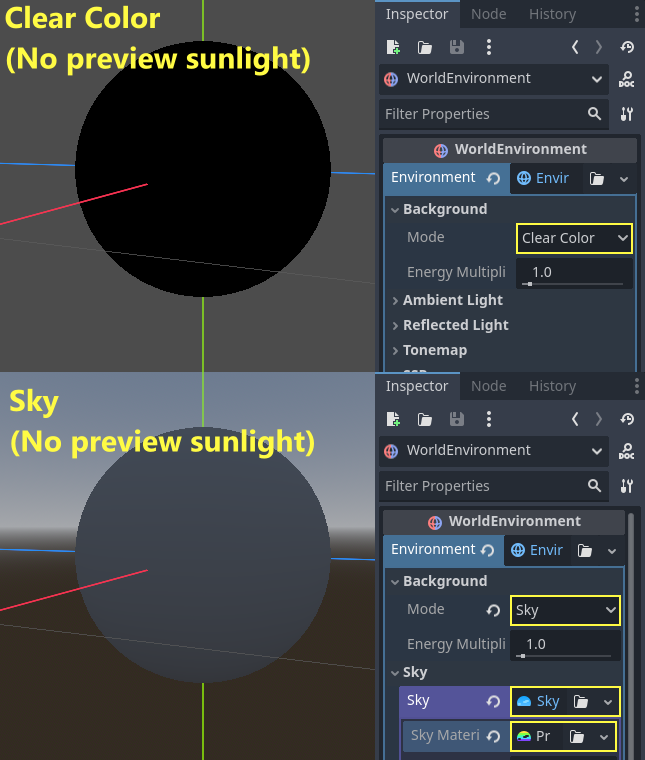 Clear Color
(No preview sunlight)
Inspector Node History
WorldEnvironment
DOC
Filter Properties
WorldEnvironment
Environment Envir
Background
Mode Clear Color
Energy Multipli 1.0
Ambient Light
Reflected Light
Tonemap
Sky
(No preview sunlight)
Inspector Node History
WorldEnvironment
DOC
Filter Properties
WorldEnvironment
Environment Envir
Background
Mode Sky
Energy Multipli 1.0
Sky
Sky Sky
Sky Materi Pr